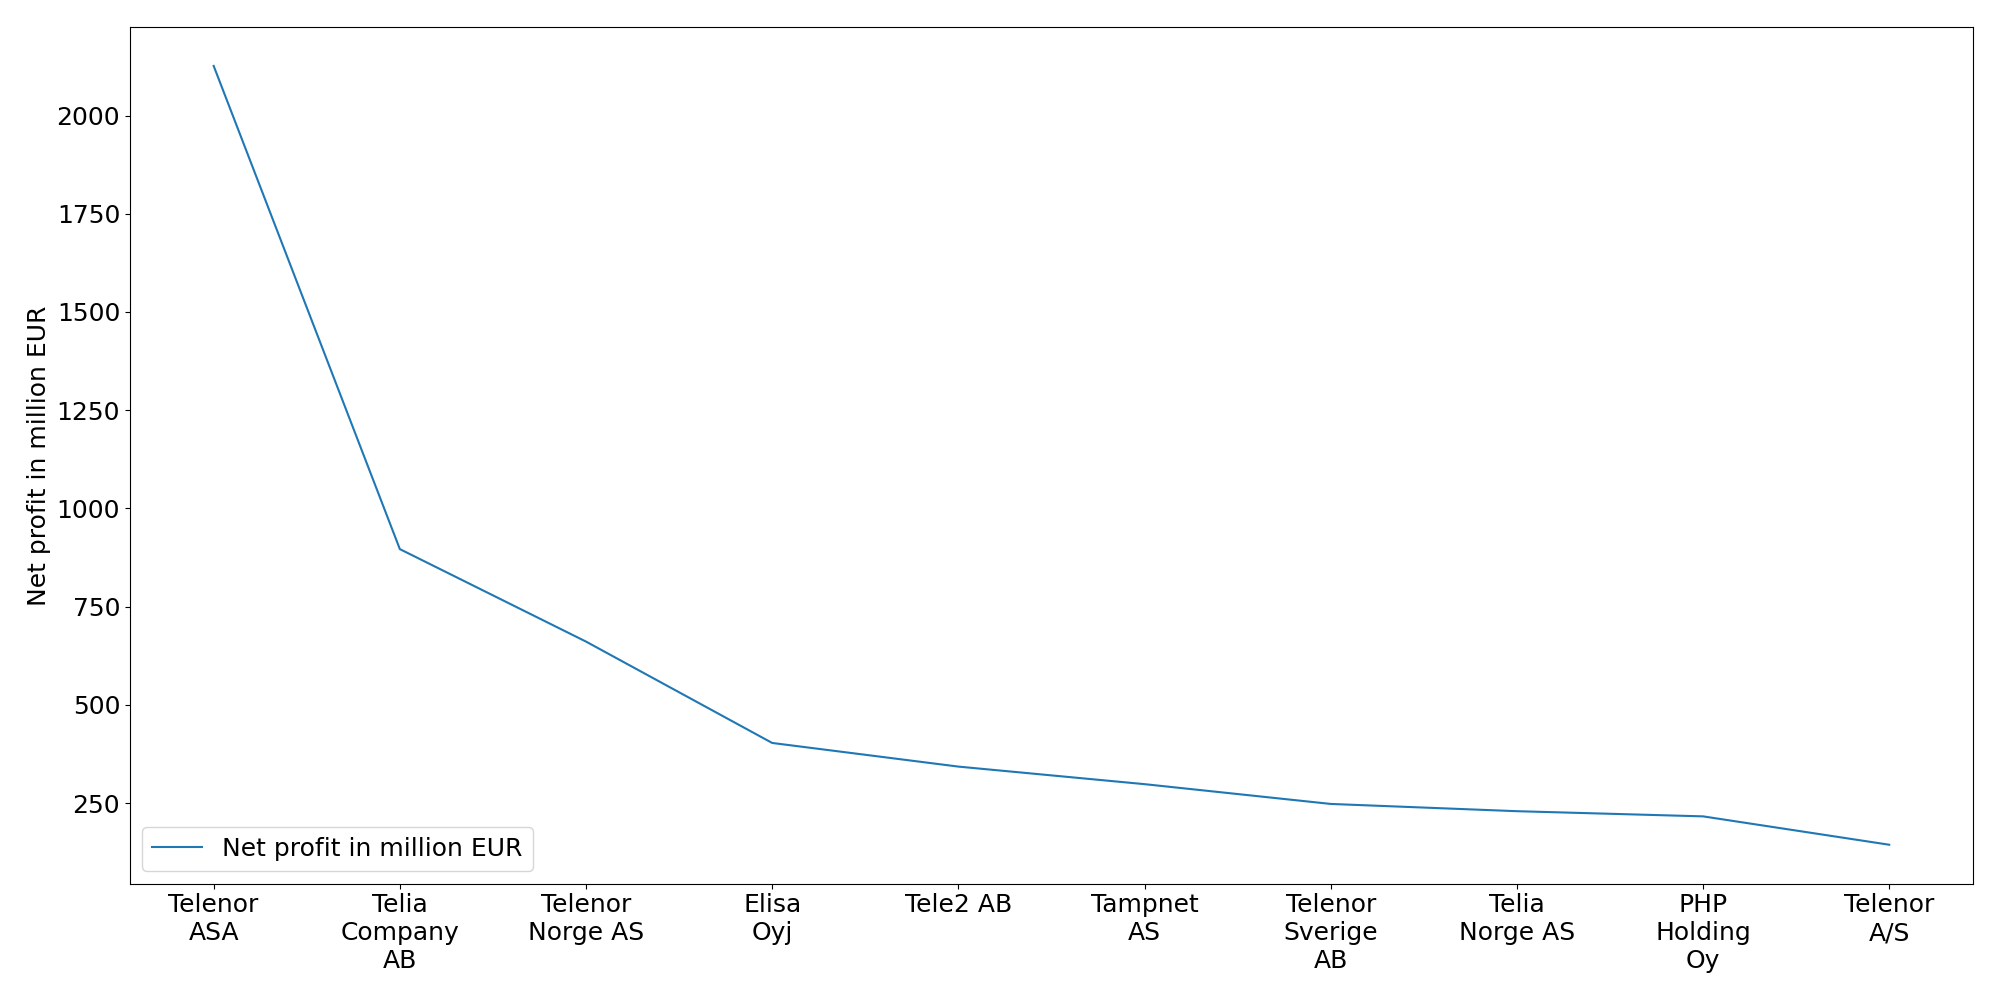 Net profit in million EUR
2000
1750
1500
1250
1000
750
500
250
Net profit in million EUR
Telenor
ASA
Telia
Company
AB
Telenor
Norge AS
Elisa
Oyj
Tele2 AB
Tampnet
AS
Telenor
Sverige
AB
Telia
Norge AS
PHP
Holding
Oy
Telenor
A/S